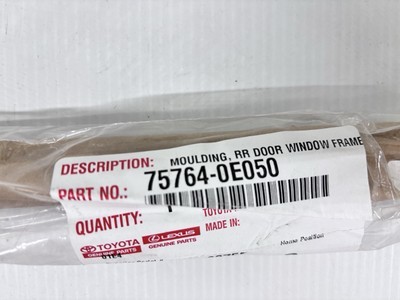 DESCRIPTION: MOULDING, RR DOOR WINDOW FRAME
PART NO.: 75764-0E050
QUANTITY:
TOYOTA
MADE IN:
TOYOTA LEXUS
GENUINE PARTS GENUINE PARTS